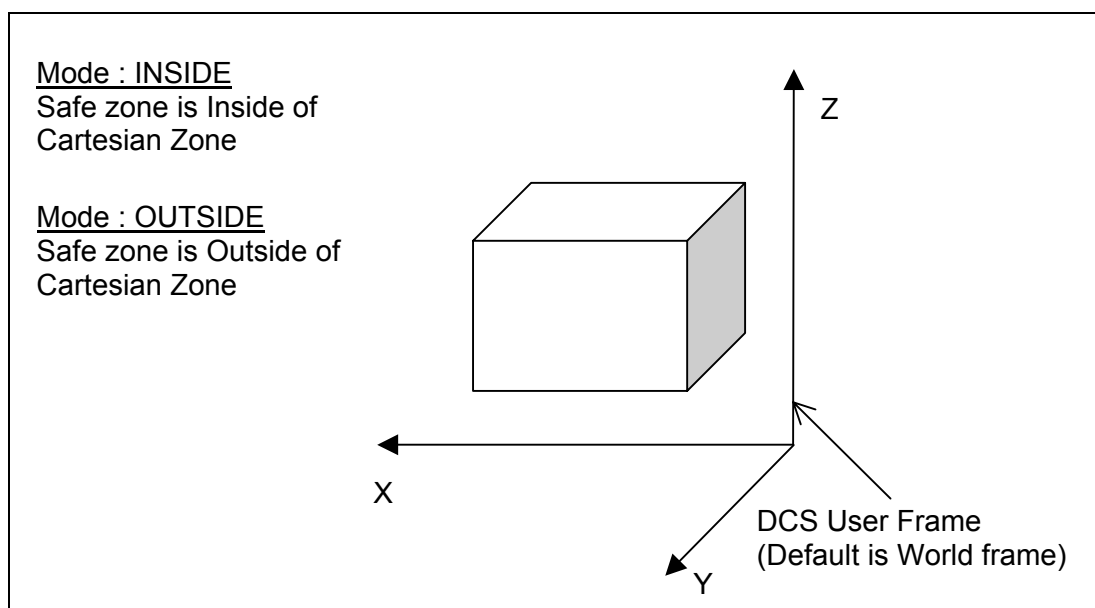 Mode : INSIDE
Safe zone is Inside of
Cartesian Zone
Mode : OUTSIDE
Safe zone is Outside of
Cartesian Zone
Z
X
Y
DCS User Frame
(Default is World frame)